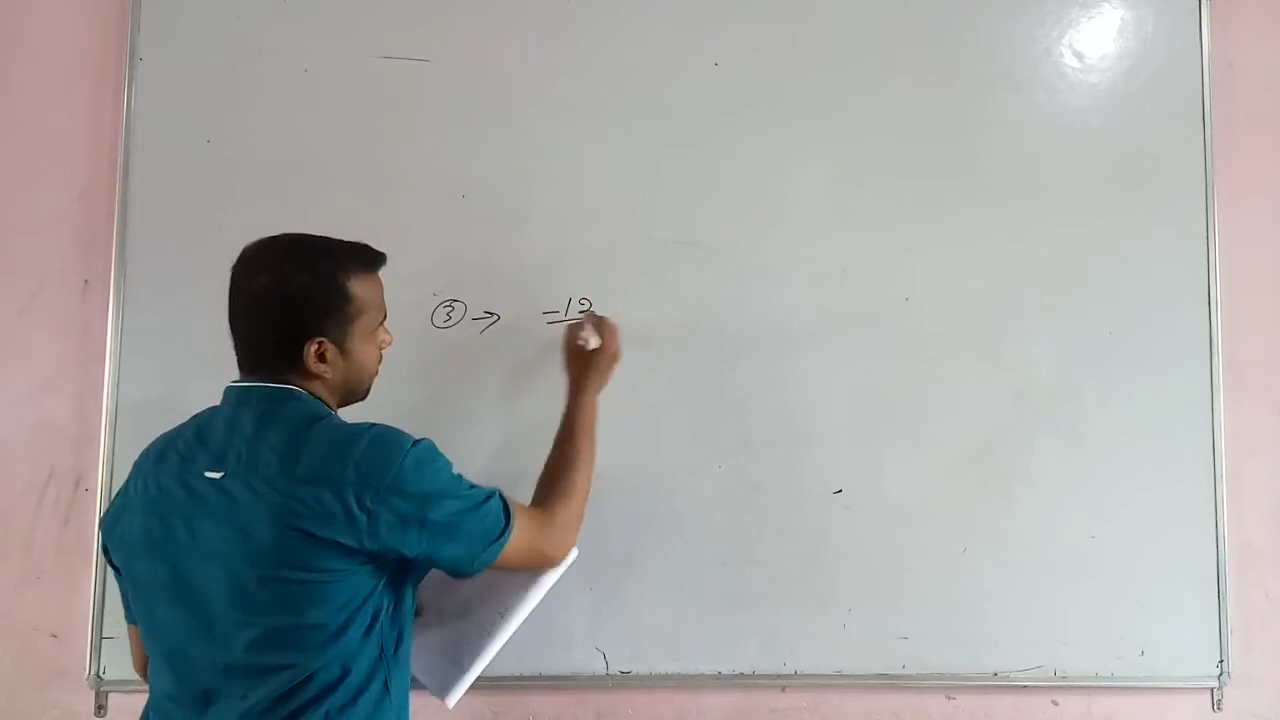 ③ → -12